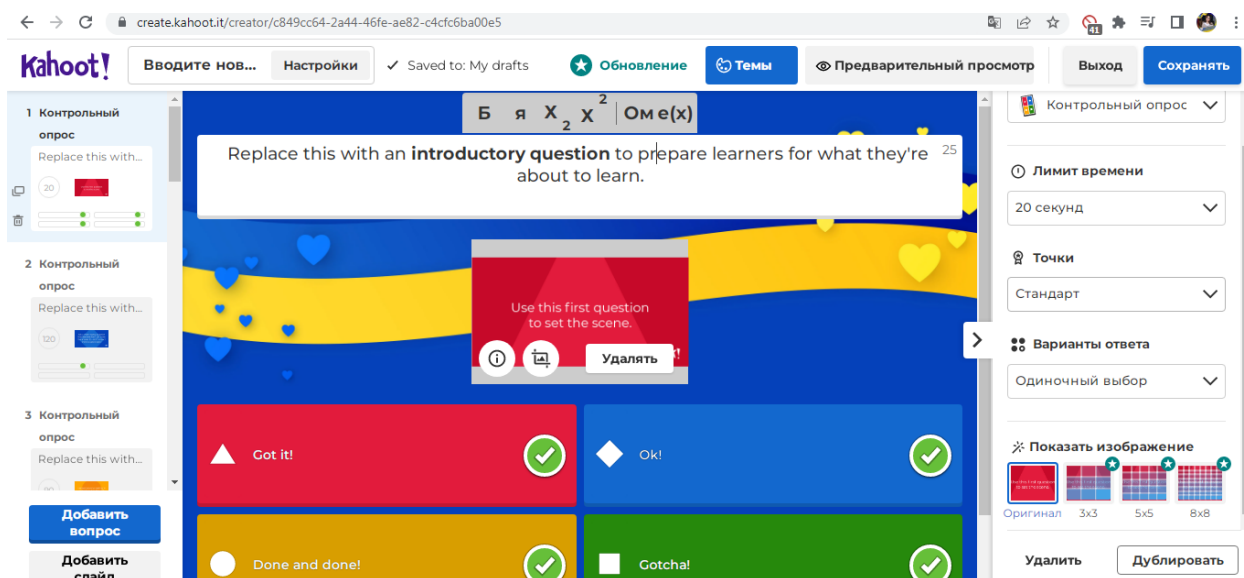 create.kahoot.it/creator/c849cc64-2a44-46fe-ae82-c4cfc6ba00e5
41
Kahoot!
Вводите нов...
Настройки
Saved to: My drafts
Обновление
Темы
Предварительный просмотр
Выход
Сохранять
1 Контрольный
опрос
Replace this with...
20
2 Контрольный
опрос
Replace this with...
120
3 Контрольный
опрос
Replace this with...
Добавить
вопрос
Добавить
слайд
Б я X₂ X² Ом e(x)
Replace this with an introductory question to prepare learners for what they're
about to learn.
25
Use this first question
to set the scene.
Удалять
Got it!
Ok!
Done and done!
Gotcha!
Контрольный опрос
Лимит времени
20 секунд
Точки
Стандарт
Варианты ответа
Одиночный выбор
Показать изображение
Оригинал 3x3 5x5 8x8
Удалить
Дублировать